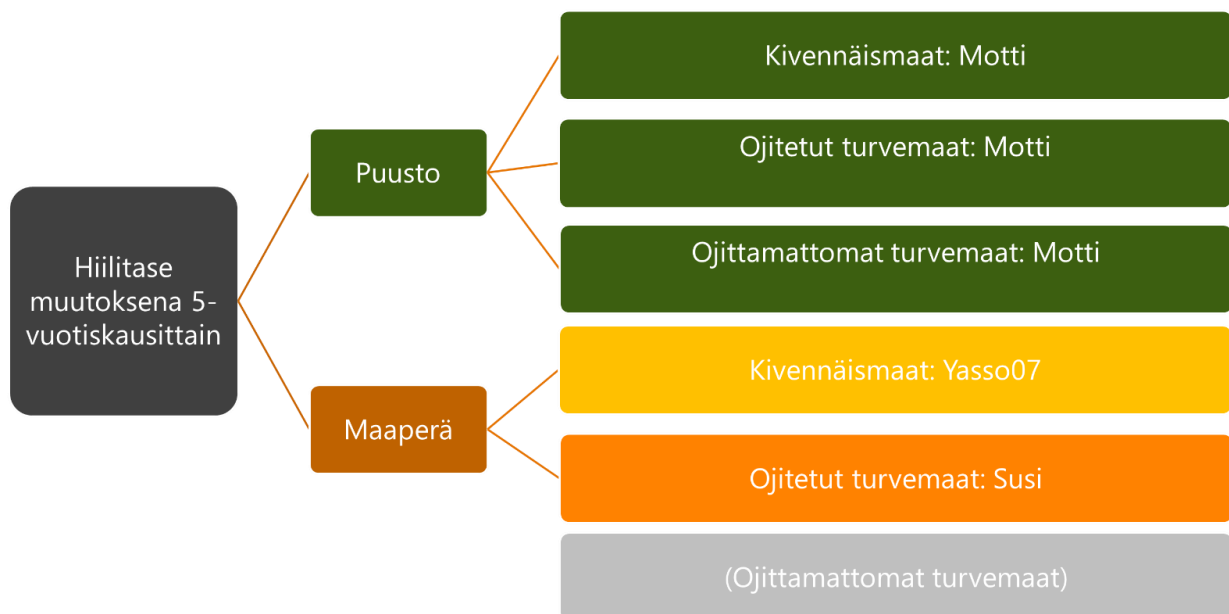 Hiilitase
muutoksena 5-
vuotiskausittain
Puusto
Kivennäismaat: Motti
Ojitetut turvemaat: Motti
Ojittamattomat turvemaat: Motti
Maaperä
Kivennäismaat: Yasso07
Ojitetut turvemaat: Susi
(Ojittamattomat turvemaat)